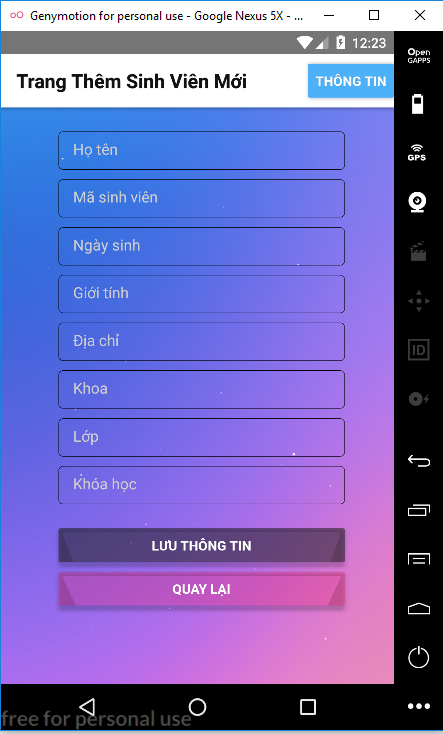 Genymotion for personal use - Google Nexus 5X - ...
12:23
Open
GAPPS
Trang Thêm Sinh Viên Mới
THÔNG TIN
Họ tên
GPS
Mã sinh viên
Ngày sinh
Giới tính
Địa chỉ
ID
Khoa
Lớp
Khóa học
LƯU THÔNG TIN
QUAY LẠI
free for personal use